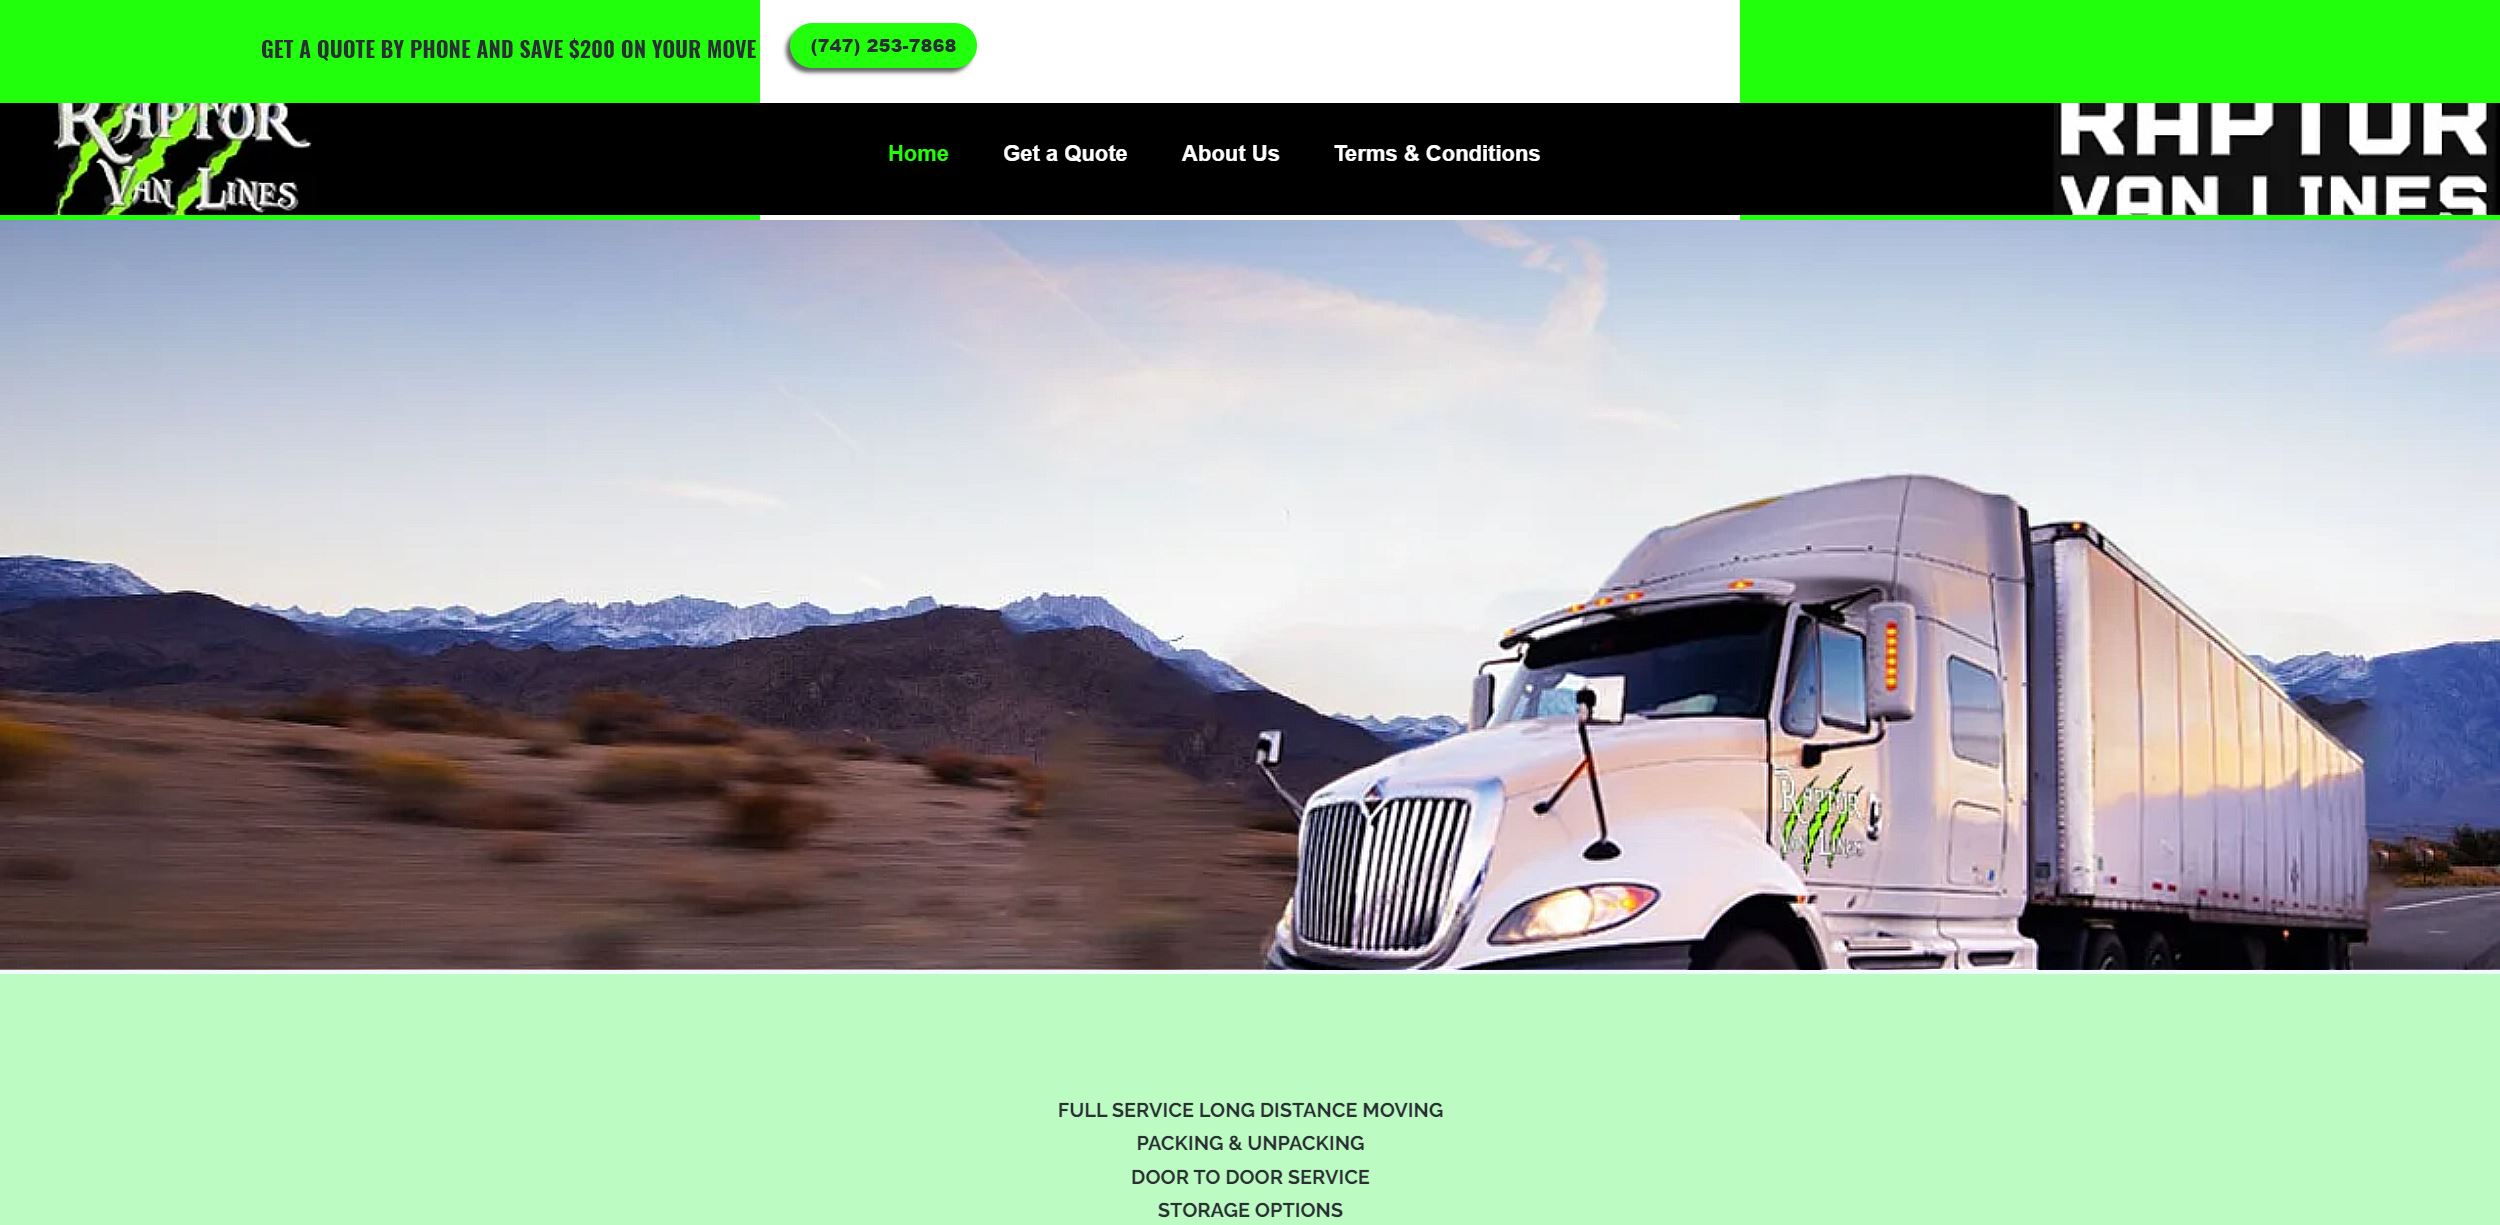 GET A QUOTE BY PHONE AND SAVE $200 ON YOUR MOVE
(747) 253-7868
RAPTOR
VAN LINES
Home
Get a Quote
About Us
Terms & Conditions
RAPTOR
VAN LINES
RAPTOR
VAN LINES
FULL SERVICE LONG DISTANCE MOVING
PACKING & UNPACKING
DOOR TO DOOR SERVICE
STORAGE OPTIONS